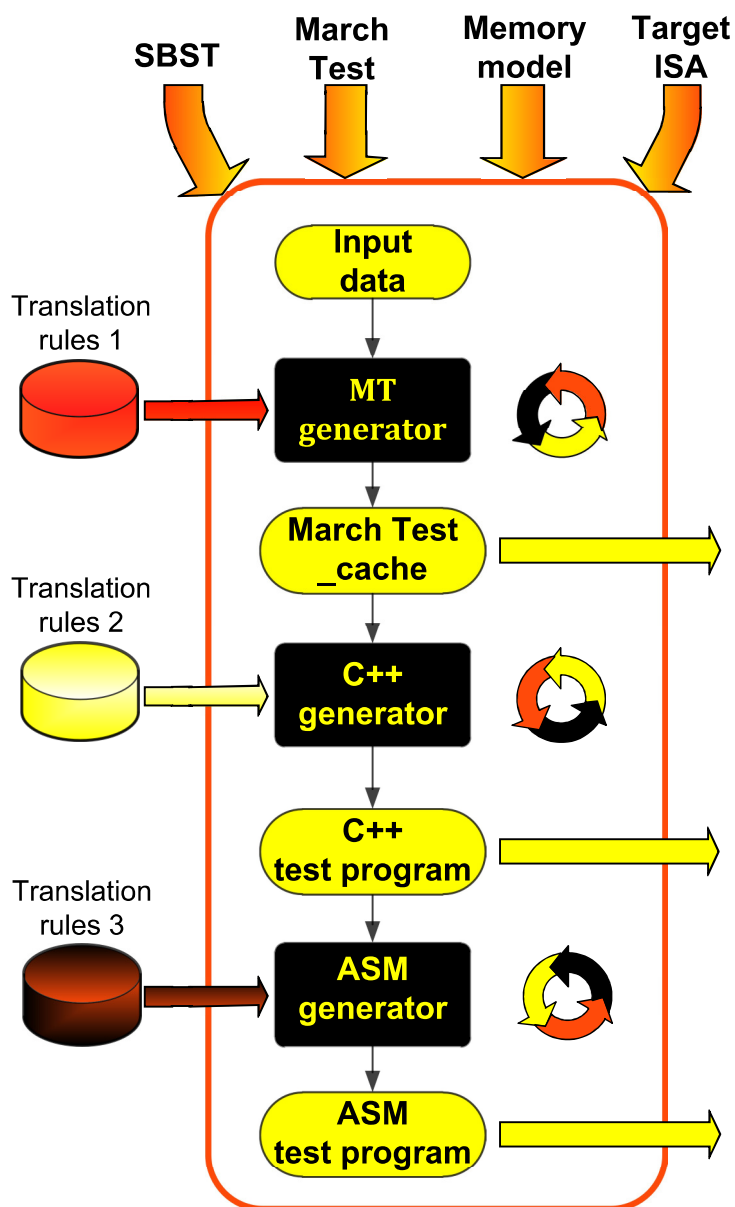 SBST
March
Test
Memory
model
Target
ISA
Input
data
Translation
rules 1
MT
generator
March Test
_cache
Translation
rules 2
C++
generator
C++
test program
Translation
rules 3
ASM
generator
ASM
test program